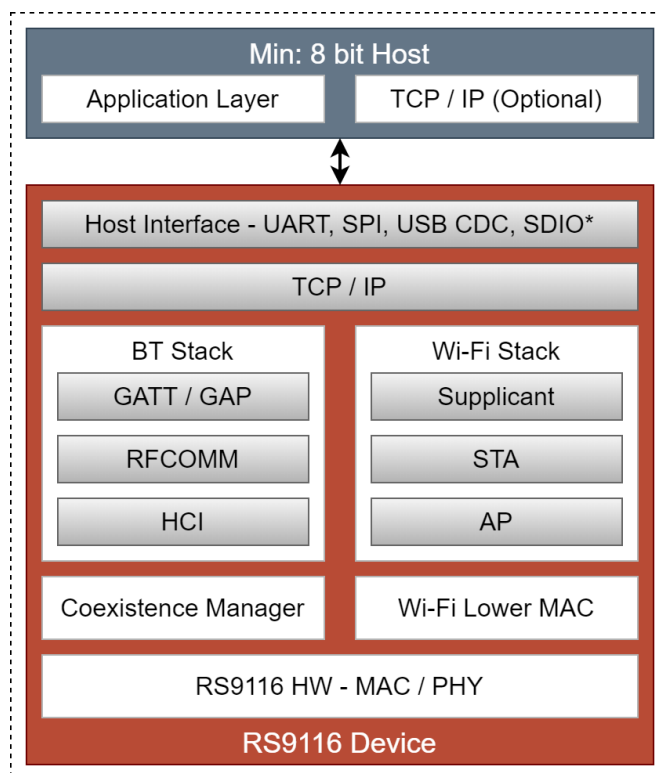 Min: 8 bit Host
Application Layer
TCP / IP (Optional)
Host Interface - UART, SPI, USB CDC, SDIO*
TCP / IP
BT Stack
Wi-Fi Stack
GATT / GAP
Supplicant
RFCOMM
STA
HCI
AP
Coexistence Manager
Wi-Fi Lower MAC
RS9116 HW - MAC / PHY
RS9116 Device